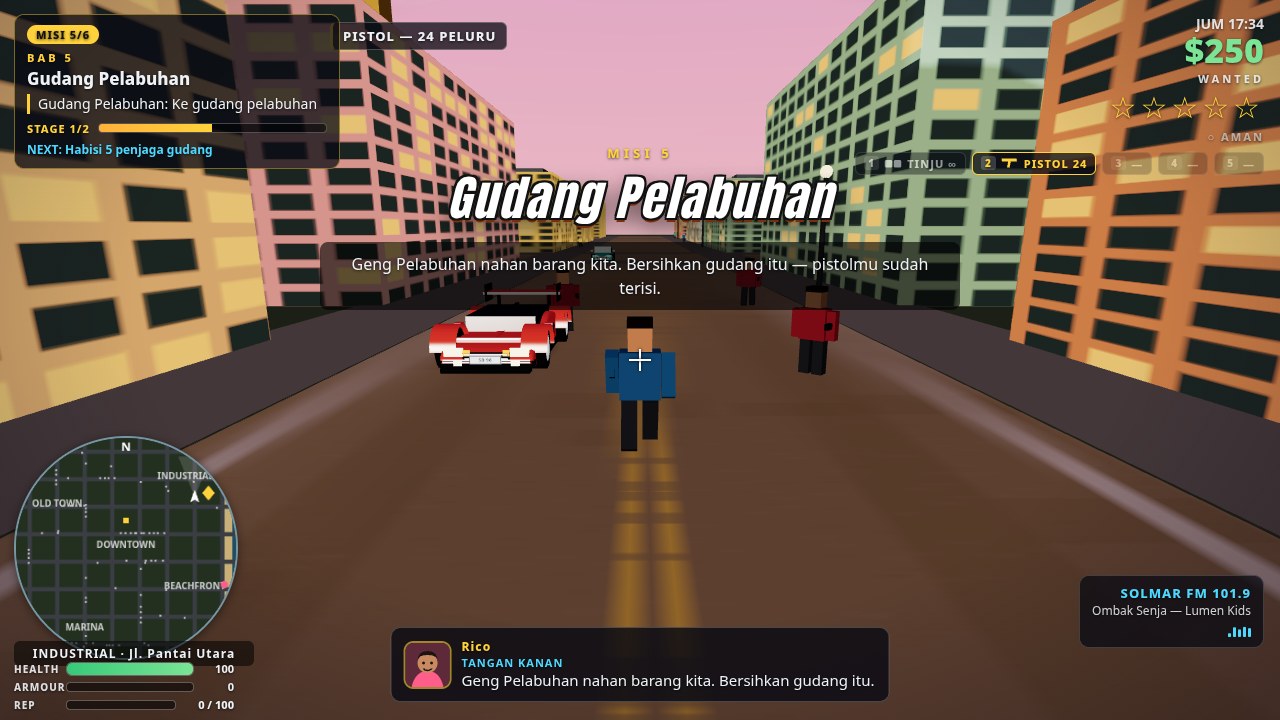 MISI 5/6
BAB 5
Gudang Pelabuhan
Gudang Pelabuhan: Ke gudang pelabuhan
STAGE 1/2
NEXT: Habisi 5 penjaga gudang
PISTOL — 24 PELURU
JUM 17:34
$250
WANTED
AMAN
1 TINJU ∞
2 PISTOL 24
3 —
4 —
5 —
MISI 5
Gudang Pelabuhan
Geng Pelabuhan nahan barang kita. Bersihkan gudang itu — pistolmu sudah
terisi.
N
INDUSTRIA
OLD TOWN
DOWNTOWN
BEACHFRONT
MARINA
INDUSTRIAL · Jl. Pantai Utara
HEALTH 100
ARMOUR 0
REP 0 / 100
Rico
TANGAN KANAN
Geng Pelabuhan nahan barang kita. Bersihkan gudang itu.
SOLMAR FM 101.9
Ombak Senja — Lumen Kids